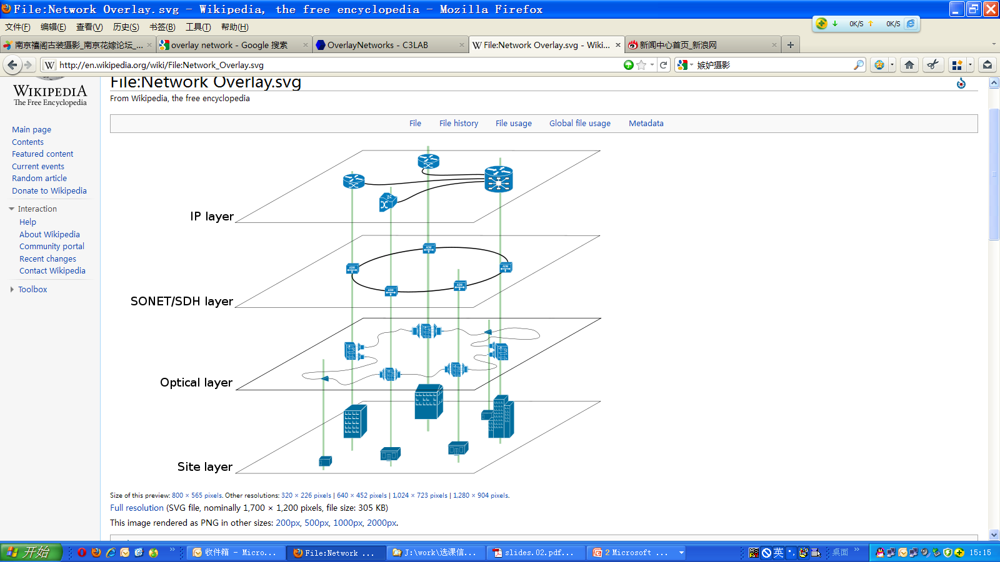 File:Network Overlay.svg - Wikipedia, the free encyclopedia - Mozilla Firefox
文件(F) 编辑(E) 查看(V) 历史(S) 书签(B) 工具(T) 帮助(H)
0K/S 0K/S
南京禧阁古装摄影_南京花嫁论坛_...
overlay network - Google 搜索
OverlayNetworks - C3LAB
W File:Network Overlay.svg - Wiki...
新闻中心首页_新浪网
W http://en.wikipedia.org/wiki/File:Network_Overlay.svg
嫉妒摄影
WIKIPEDIA
The Free Encyclopedia
Main page
Contents
Featured content
Current events
Random article
Donate to Wikipedia
Interaction
Help
About Wikipedia
Community portal
Recent changes
Contact Wikipedia
Toolbox
File:Network Overlay.svg
From Wikipedia, the free encyclopedia
File File history File usage Global file usage Metadata
IP layer
ADM
ADM
ADM
ADM
ADM
SONET/SDH layer
Optical layer
Site layer
Size of this preview: 800 × 565 pixels. Other resolutions: 320 × 226 pixels | 640 × 452 pixels | 1,024 × 723 pixels | 1,280 × 904 pixels.
Full resolution (SVG file, nominally 1,700 × 1,200 pixels, file size: 305 KB)
This image rendered as PNG in other sizes: 200px, 500px, 1000px, 2000px.
开始
收件箱 - Micro...
File:Network ...
J:\work\选课信...
slides.02.pdf...
2 Microsoft ...
英
桌面
15:15